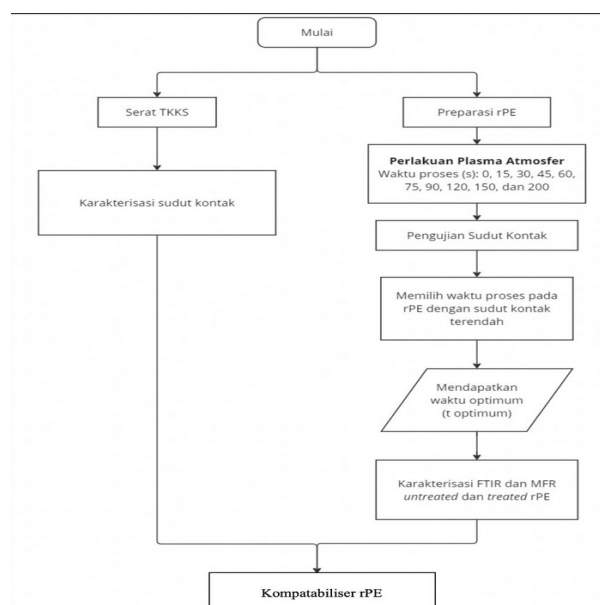 Mulai
Serat TKKS
Preparasi rPE
Perlakuan Plasma Atmosfer
Waktu proses (s): 0, 15, 30, 45, 60,
75, 90, 120, 150, dan 200
Karakterisasi sudut kontak
Pengujian Sudut Kontak
Memilih waktu proses pada
rPE dengan sudut kontak
terendah
Mendapatkan
waktu optimum
(t optimum)
Karakterisasi FTIR dan MFR
untreated dan treated rPE
Kompatabiliser rPE